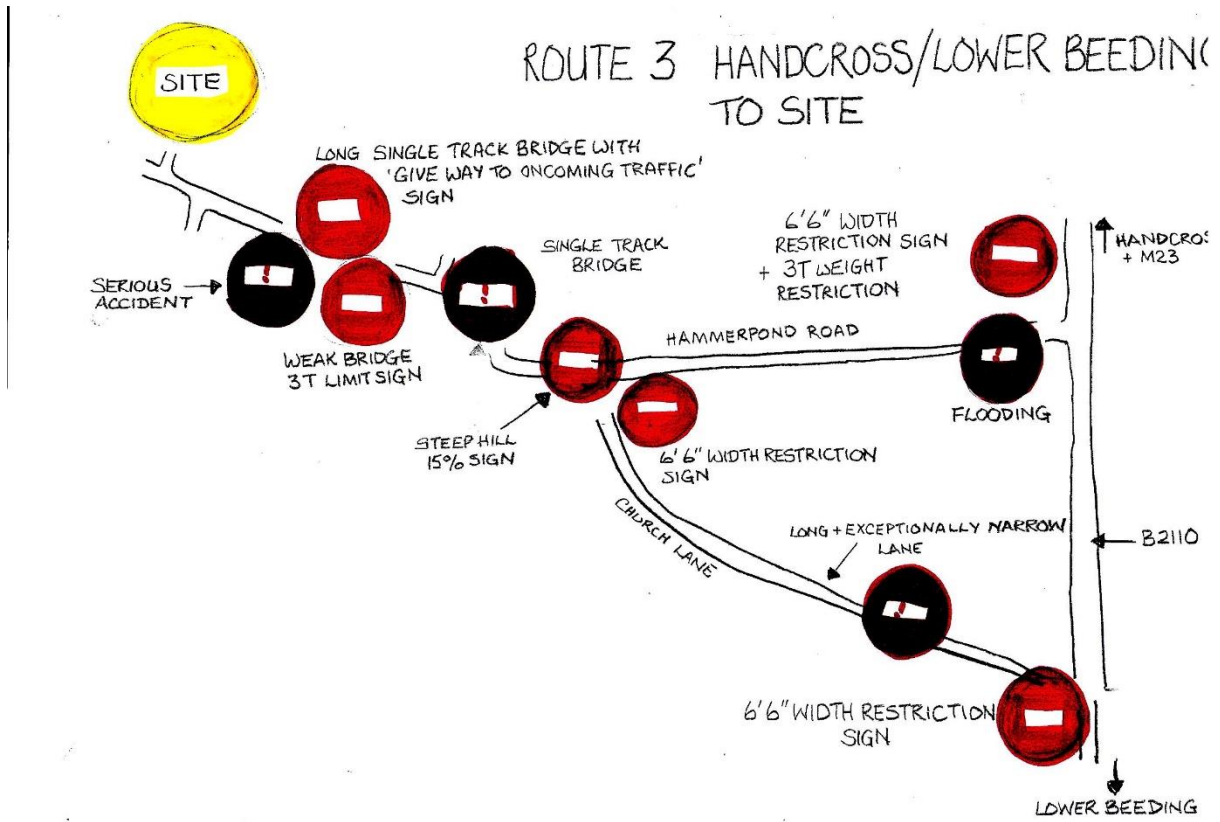 ROUTE 3 HANDCROSS/LOWER BEEDING
TO SITE
SITE
LONG SINGLE TRACK BRIDGE WITH
'GIVE WAY TO ONCOMING TRAFFIC'
SIGN
SERIOUS
ACCIDENT
!
WEAK BRIDGE
3T LIMIT SIGN
SINGLE TRACK
BRIDGE
!
6'6" WIDTH
RESTRICTION SIGN
+ 3T WEIGHT
RESTRICTION
HANDCROS
+ M23
HAMMERPOND ROAD
!
FLOODING
STEEP HILL
15% SIGN
6'6" WIDTH RESTRICTION
SIGN
CHURCH LANE
LONG + EXCEPTIONALLY NARROW
LANE
!
B2110
6'6" WIDTH RESTRICTION
SIGN
LOWER BEEDING